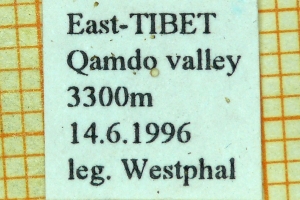 East-TIBET
Qamdo valley
3300m
14.6.1996
leg. Westphal